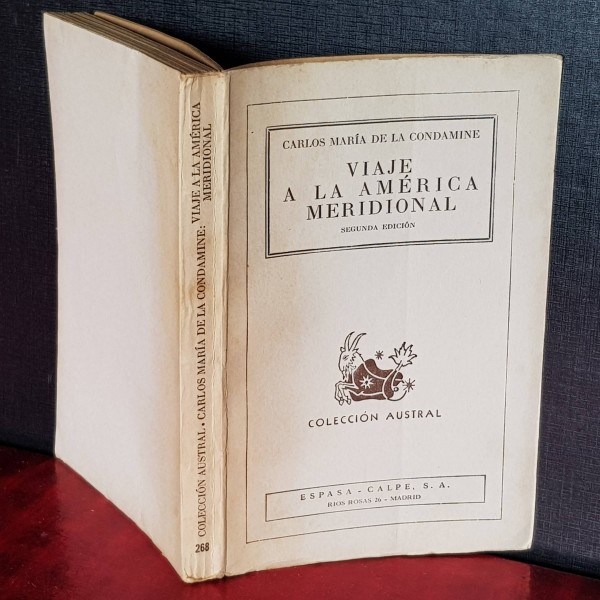 CARLOS MARÍA DE LA CONDAMINE
VIAJE
A LA AMÉRICA
MERIDIONAL
SEGUNDA EDICIÓN
COLECCIÓN AUSTRAL
ESPASA - CALPE, S. A.
RIOS ROSAS 26 - MADRID
COLECCIÓN AUSTRAL • CARLOS MARÍA DE LA CONDAMINE: VIAJE A LA AMÉRICA
MERIDIONAL
268